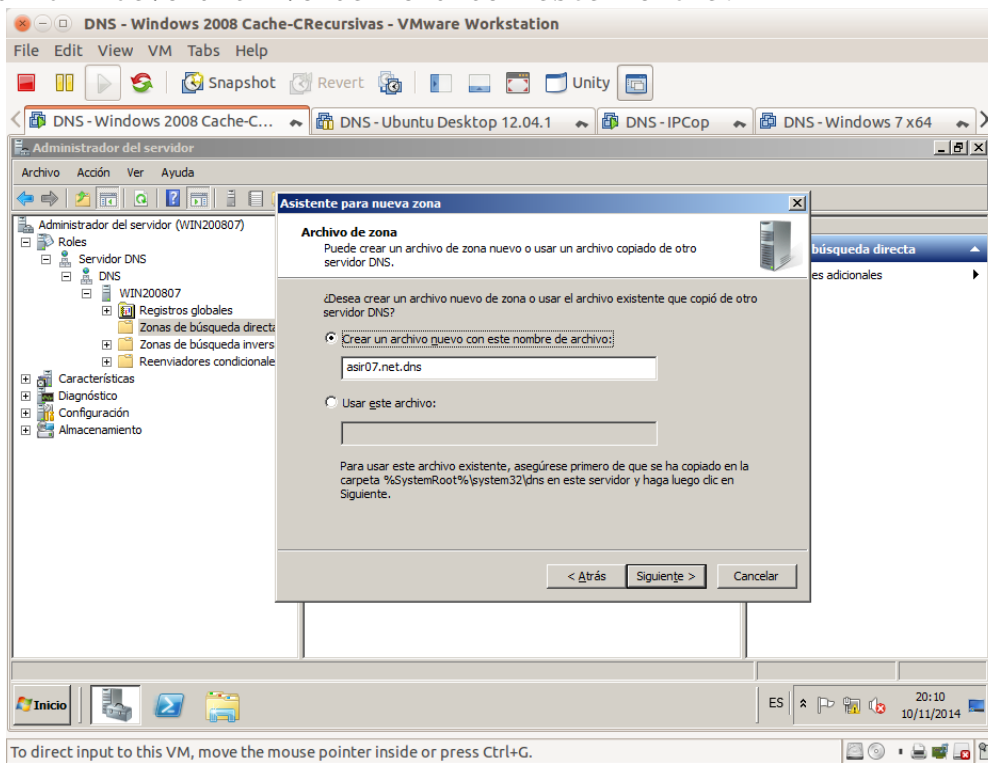 DNS - Windows 2008 Cache-CRecursivas - VMware Workstation
File Edit View VM Tabs Help
Snapshot Revert Unity
DNS - Windows 2008 Cache-C... DNS - Ubuntu Desktop 12.04.1 DNS - IPCop DNS - Windows 7 x64
Administrador del servidor
Archivo Acción Ver Ayuda
Asistente para nueva zona
Administrador del servidor (WIN200807)
Roles
Servidor DNS
DNS
WIN200807
Registros globales
Zonas de búsqueda directa
Zonas de búsqueda invers
Reenviadores condicionale
Características
Diagnóstico
Configuración
Almacenamiento
Archivo de zona
Puede crear un archivo de zona nuevo o usar un archivo copiado de otro
servidor DNS.
¿Desea crear un archivo nuevo de zona o usar el archivo existente que copió de otro
servidor DNS?
Crear un archivo nuevo con este nombre de archivo:
asir07.net.dns
Usar este archivo:
Para usar este archivo existente, asegúrese primero de que se ha copiado en la
carpeta %SystemRoot%\system32\dns en este servidor y haga luego clic en
Siguiente.
< Atrás Siguiente > Cancelar
búsqueda directa
es adicionales
Inicio
ES
20:10
10/11/2014
To direct input to this VM, move the mouse pointer inside or press Ctrl+G.